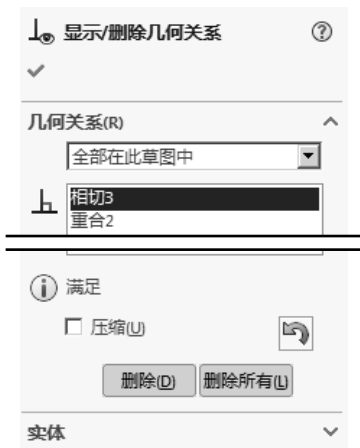 显示/删除几何关系
几何关系(R)
全部在此草图中
相切3
重合2
满足
压缩(U)
删除(D) 删除所有(L)
实体